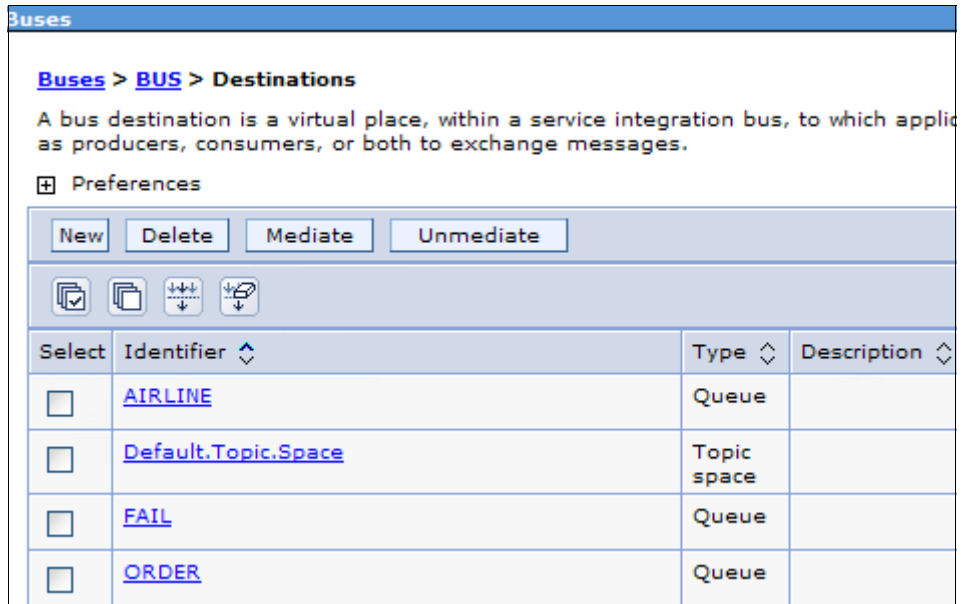 Buses
Buses > BUS > Destinations
A bus destination is a virtual place, within a service integration bus, to which
as producers, consumers, or both to exchange messages.
Preferences
New Delete Mediate Unmediate
Select Identifier Type Description
AIRLINE Queue
Default.Topic.Space Topic
space
FAIL Queue
ORDER Queue